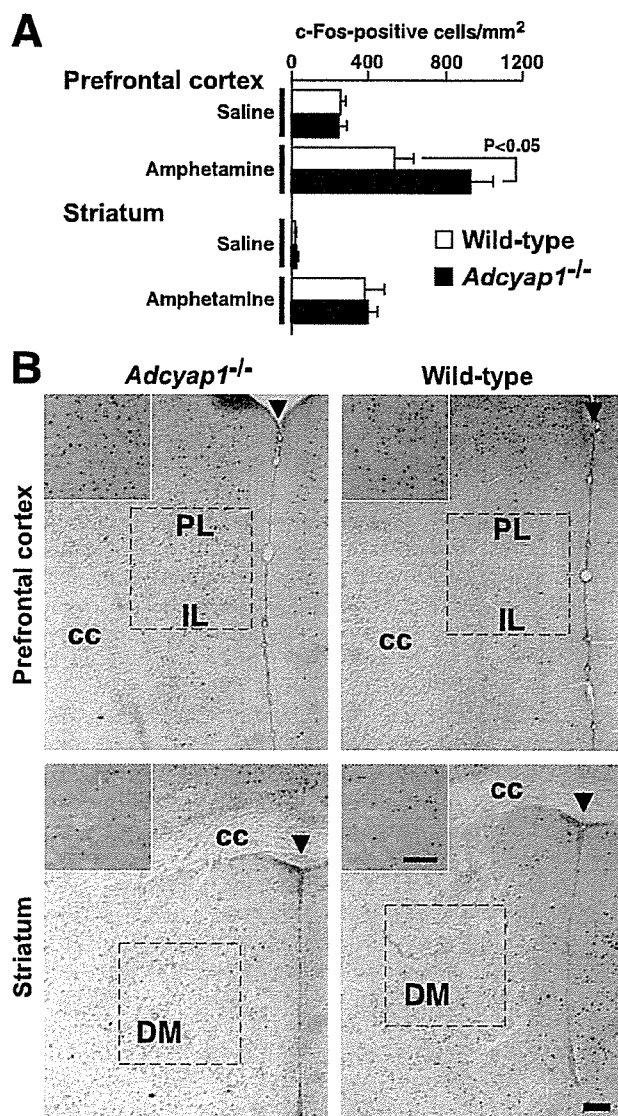 A
c-Fos-positive cells/mm²
0 400 800 1200
Prefrontal cortex
Saline
Amphetamine
P<0.05
Striatum
Saline
Amphetamine
Wild-type
Adcyap1-/-
B
Adcyap1-/- Wild-type
Prefrontal cortex
PL
IL
cc
PL
IL
cc
Striatum
cc
DM
cc
DM